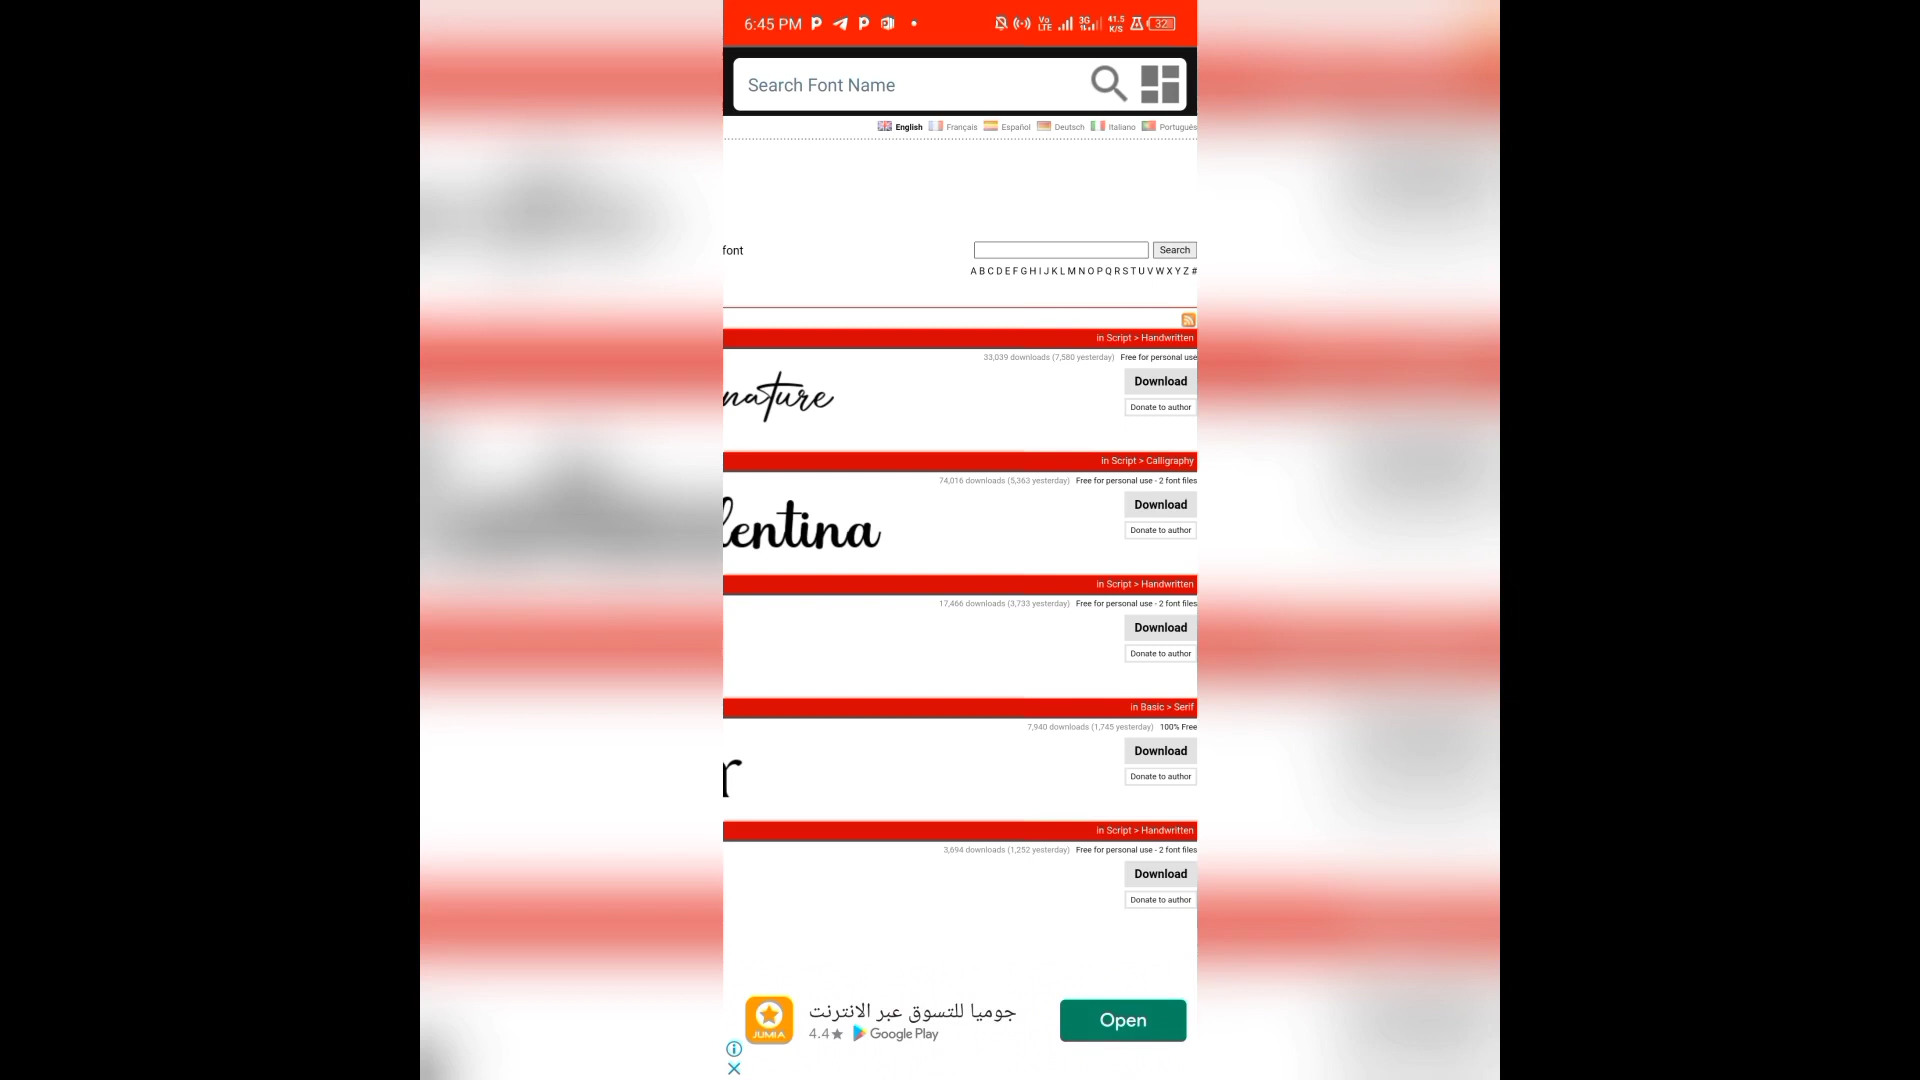 6:45 PM
Vo LTE 3G 41.5 K/S 32
Search Font Name
English Français Español Deutsch Italiano Português
font
Search
A B C D E F G H I J K L M N O P Q R S T U V W X Y Z #
in Script > Handwritten
33,039 downloads (7,580 yesterday) Free for personal use
nature
Download
Donate to author
in Script > Calligraphy
74,016 downloads (5,363 yesterday) Free for personal use - 2 font files
lentina
Download
Donate to author
in Script > Handwritten
17,466 downloads (3,733 yesterday) Free for personal use - 2 font files
Download
Donate to author
in Basic > Serif
7,940 downloads (1,745 yesterday) 100% Free
r
Download
Donate to author
in Script > Handwritten
3,694 downloads (1,252 yesterday) Free for personal use - 2 font files
Download
Donate to author
جوميا للتسوق عبر الانترنت
JUMIA
4.4★ Google Play
Open